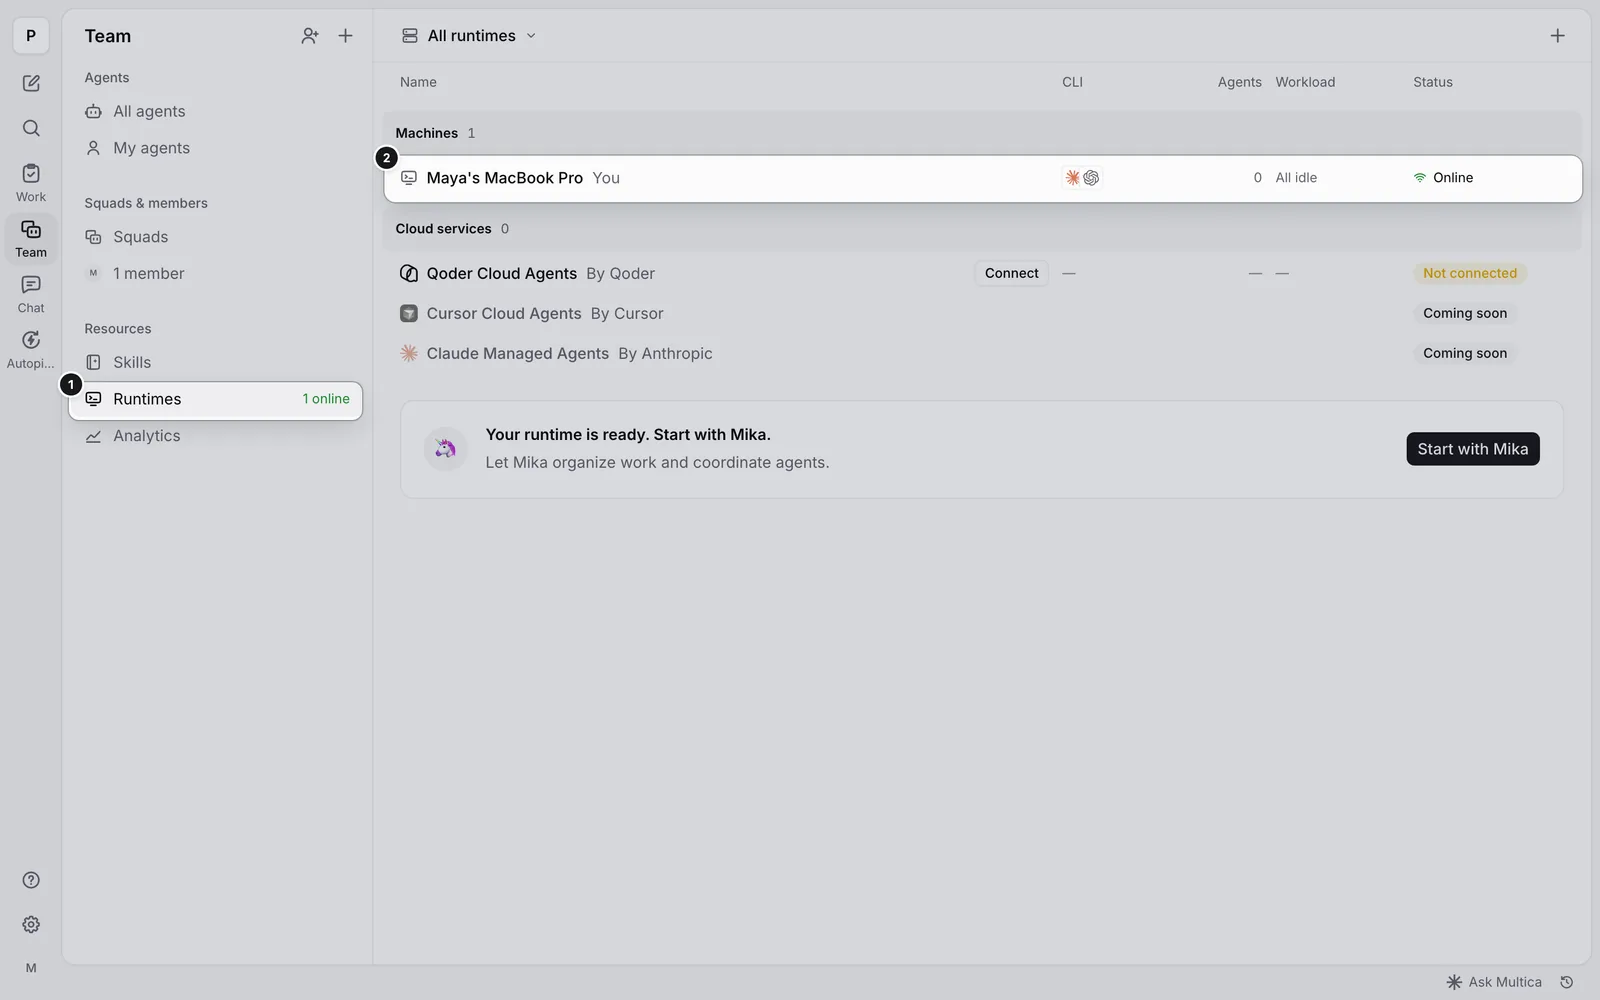 P
Work
Team
Chat
Autopi...
M
Team
Agents
All agents
My agents
Squads & members
Squads
M 1 member
Resources
Skills
1
Runtimes 1 online
Analytics
All runtimes
Name CLI Agents Workload Status
Machines 1
2
Maya's MacBook Pro You 0 All idle Online
Cloud services 0
Qoder Cloud Agents By Qoder Connect — — — Not connected
Cursor Cloud Agents By Cursor Coming soon
Claude Managed Agents By Anthropic Coming soon
Your runtime is ready. Start with Mika.
Let Mika organize work and coordinate agents.
Start with Mika
Ask Multica